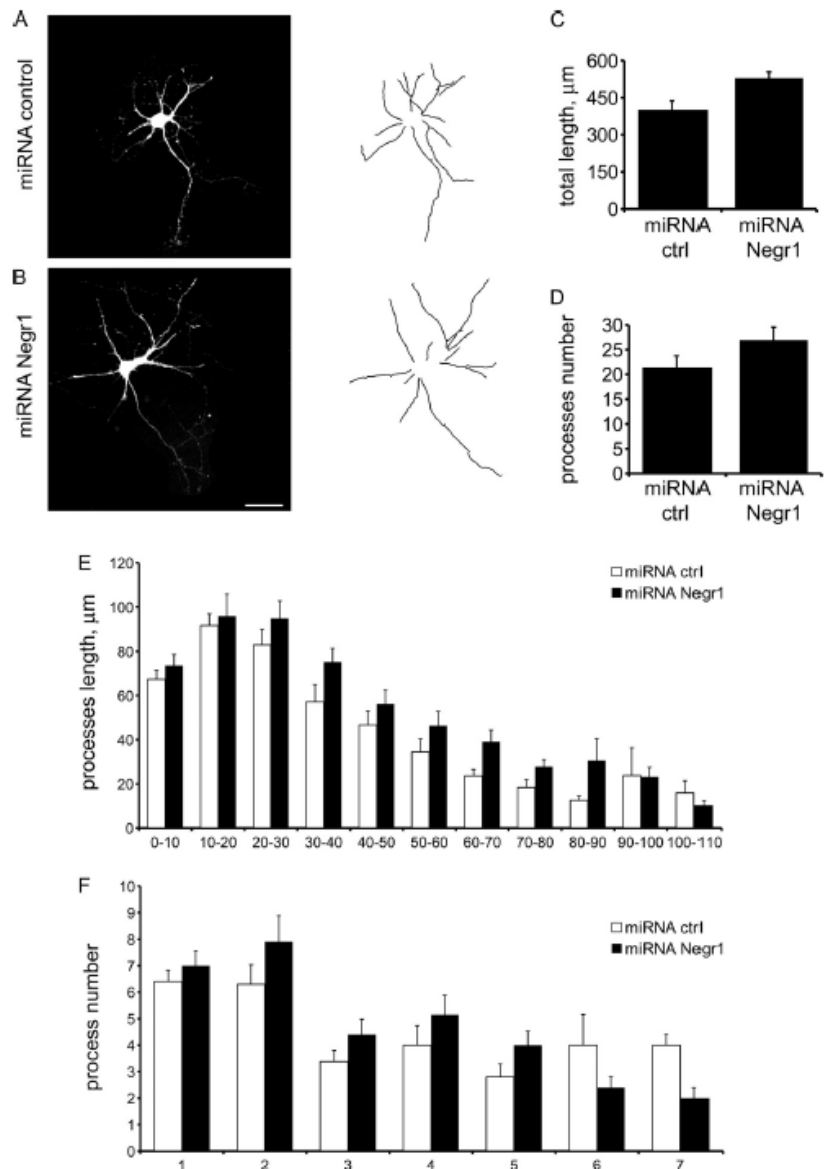 A
miRNA control
B
miRNA Negr1
C
total length, μm
600
450
300
150
0
miRNA
ctrl
miRNA
Negr1
D
processes number
30
25
20
15
10
5
0
miRNA
ctrl
miRNA
Negr1
E
processes length, μm
120
100
80
60
40
20
0
miRNA ctrl
miRNA Negr1
0-10 10-20 20-30 30-40 40-50 50-60 60-70 70-80 80-90 90-100 100-110
F
process number
10
9
8
7
6
5
4
3
2
1
0
miRNA ctrl
miRNA Negr1
1 2 3 4 5 6 7